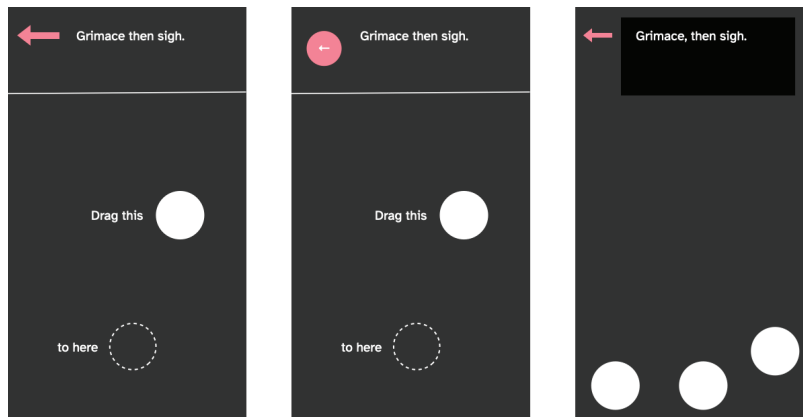 Grimace then sigh.
Drag this
to here
Grimace then sigh.
Drag this
to here
Grimace, then sigh.